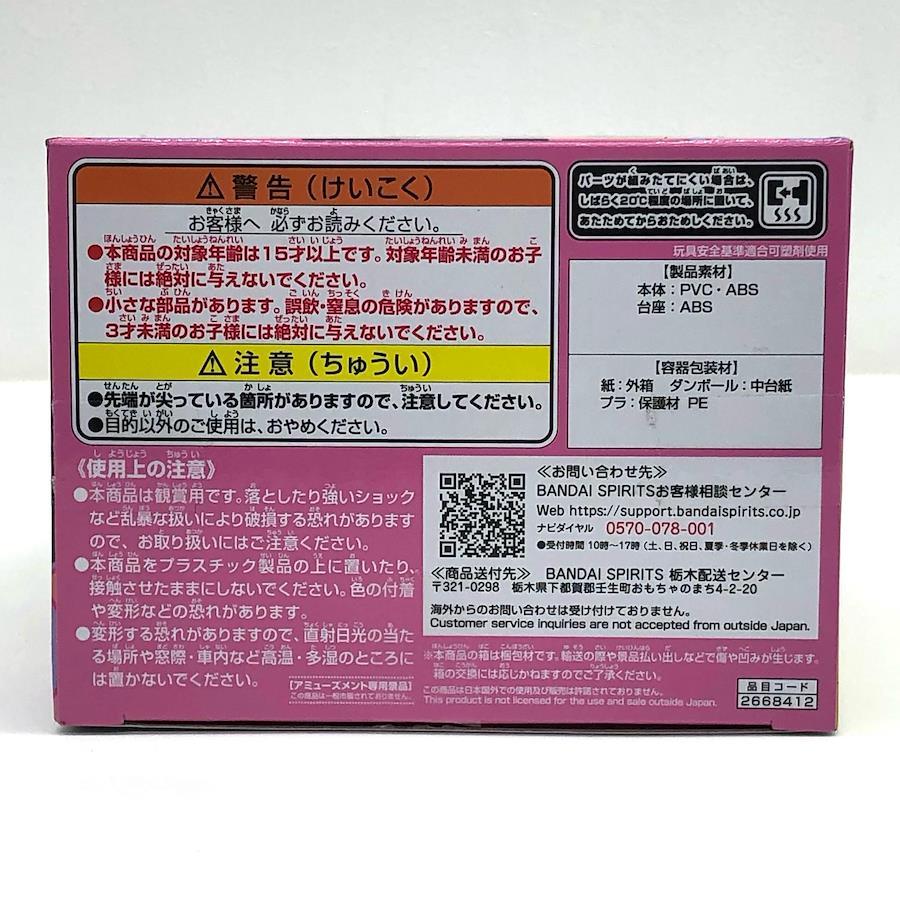 ⚠警告(けいこく)
お客様へ 必ずお読みください。
●本商品の対象年齢は15才以上です。対象年齢未満のお子
様には絶対に与えないでください。
●小さな部品があります。誤飲・窒息の危険がありますので、
3才未満のお子様には絶対に与えないでください。
⚠注意(ちゅうい)
●先端が尖っている箇所がありますので、注意してください。
●目的以外のご使用は、おやめください。
パーツが組みたてにくい場合は、
しばらく20℃程度の場所に置いて、
あたためてからおためしください。
玩具安全基準適合可塑剤使用
【製品素材】
本体:PVC・ABS
台座:ABS
【容器包装材】
紙:外箱 ダンボール:中台紙
プラ:保護材 PE
《使用上の注意》
●本商品は観賞用です。落としたり強いショック
など乱暴な扱いにより破損する恐れがあります
ので、お取り扱いにはご注意ください。
●本商品をプラスチック製品の上に置いたり、
接触させたままにしないでください。色の付着
や変形などの恐れがあります。
●変形する恐れがありますので、直射日光の当た
る場所や窓際・車内など高温・多湿のところに
は置かないでください。
【アミューズメント専用景品】
この商品は一般市販されておりません。
≪お問い合わせ先≫
BANDAI SPIRITSお客様相談センター
Web https://support.bandaispirits.co.jp
ナビダイヤル 0570-078-001
●受付時間 10時〜17時(土、日、祝日、夏季・冬季休業日を除く)
≪商品送付先≫ BANDAI SPIRITS 栃木配送センター
〒321-0298 栃木県下都賀郡壬生町おもちゃのまち4-2-20
海外からのお問い合わせは受け付けておりません。
Customer service inquiries are not accepted from outside Japan.
※本商品の箱は梱包材です。輸送の際や景品払い出しなどで傷や凹みが生じます。
箱の交換には応じかねますのでご了承ください。
この商品は日本国外での使用及び販売は許諾されておりません。
This product is not licensed for the use and sale outside Japan.
品目コード
2668412